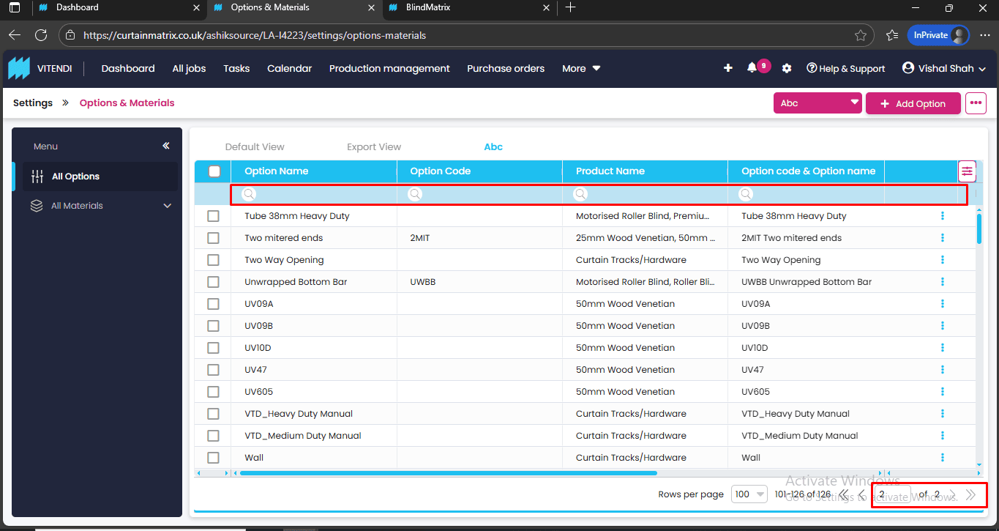 Dashboard Options & Materials BlindMatrix
https://curtainmatrix.co.uk/ashiksource/LA-I4223/settings/options-materials InPrivate
VITENDI Dashboard All jobs Tasks Calendar Production management Purchase orders More 9 Help & Support Vishal Shah
Settings » Options & Materials Abc + Add Option
Menu «
All Options
All Materials
Default View Export View Abc
Option Name Option Code Product Name Option code & Option name
Tube 38mm Heavy Duty Motorised Roller Blind, Premiu... Tube 38mm Heavy Duty
Two mitered ends 2MIT 25mm Wood Venetian, 50mm ... 2MIT Two mitered ends
Two Way Opening Curtain Tracks/Hardware Two Way Opening
Unwrapped Bottom Bar UWBB Motorised Roller Blind, Roller Bli... UWBB Unwrapped Bottom Bar
UV09A 50mm Wood Venetian UV09A
UV09B 50mm Wood Venetian UV09B
UV10D 50mm Wood Venetian UV10D
UV47 50mm Wood Venetian UV47
UV605 50mm Wood Venetian UV605
VTD_Heavy Duty Manual Curtain Tracks/Hardware VTD_Heavy Duty Manual
VTD_Medium Duty Manual Curtain Tracks/Hardware VTD_Medium Duty Manual
Wall Curtain Tracks/Hardware Wall
Activate Windows
Rows per page 100 101-126 of 126 2 of 2
Go to Settings to activate Windows.